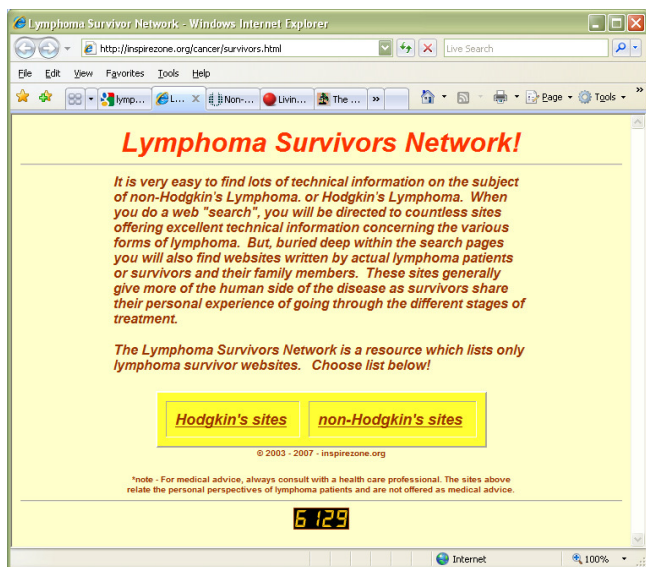 Lymphoma Survivor Network - Windows Internet Explorer
http://inspirezone.org/cancer/survivors.html
Live Search
File Edit View Favorites Tools Help
lymp... L... Non-... Livin... The ... » Page Tools »
Lymphoma Survivors Network!
It is very easy to find lots of technical information on the subject
of non-Hodgkin's Lymphoma. or Hodgkin's Lymphoma. When
you do a web "search", you will be directed to countless sites
offering excellent technical information concerning the various
forms of lymphoma. But, buried deep within the search pages
you will also find websites written by actual lymphoma patients
or survivors and their family members. These sites generally
give more of the human side of the disease as survivors share
their personal experience of going through the different stages of
treatment.
The Lymphoma Survivors Network is a resource which lists only
lymphoma survivor websites. Choose list below!
Hodgkin's sites non-Hodgkin's sites
© 2003 - 2007 - inspirezone.org
*note - For medical advice, always consult with a health care professional. The sites above
relate the personal perspectives of lymphoma patients and are not offered as medical advice.
6129
Internet 100%